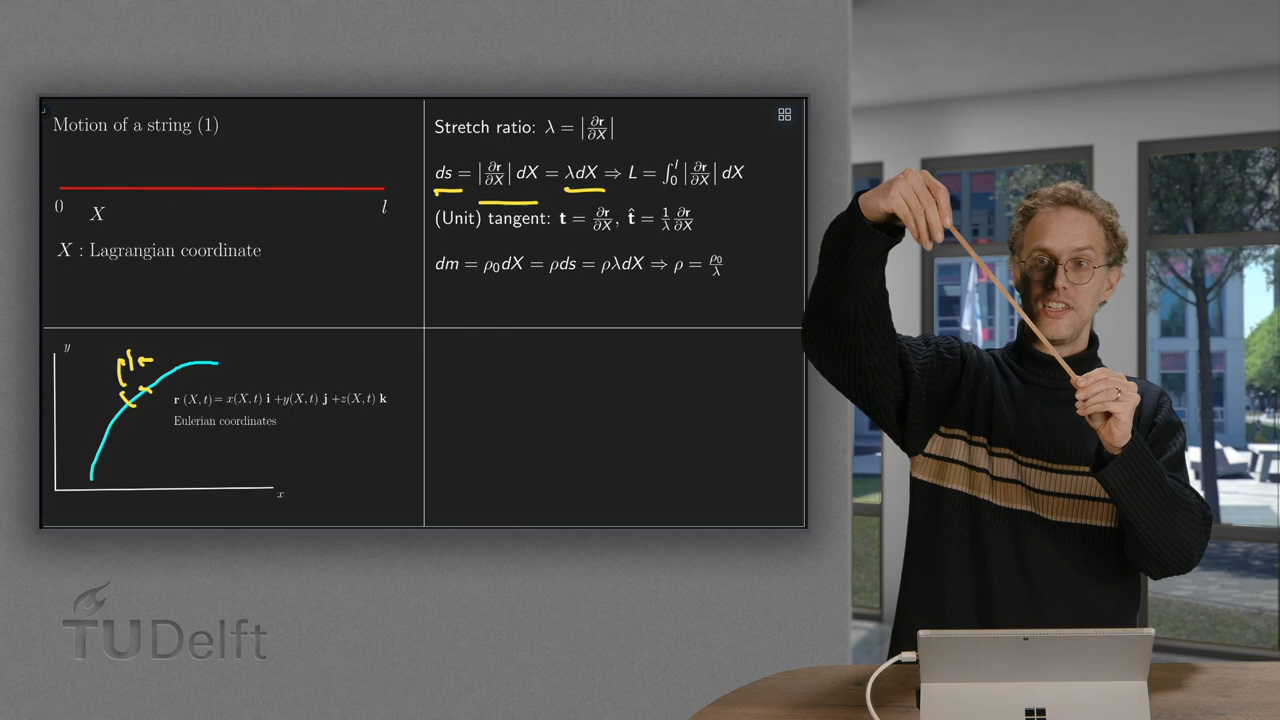 Motion of a string (1)
0 X l
X : Lagrangian coordinate
Stretch ratio: λ = |∂r/∂X|
ds = |∂r/∂X| dX = λdX ⇒ L = ∫₀ˡ |∂r/∂X| dX
(Unit) tangent: t = ∂r/∂X, t̂ = 1/λ ∂r/∂X
dm = ρ₀dX = ρds = ρλdX ⇒ ρ = ρ₀/λ
y
r (X, t)= x(X, t) i +y(X, t) j +z(X, t) k
Eulerian coordinates
x
TUDelft